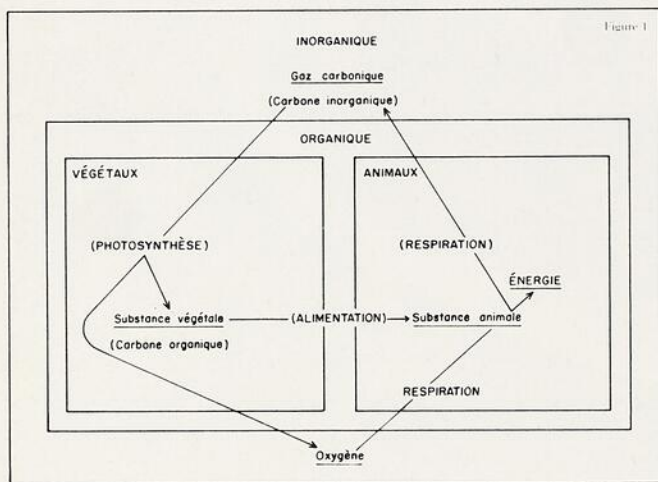 Figure 1
INORGANIQUE
Gaz carbonique
(Carbone inorganique)
ORGANIQUE
VÉGÉTAUX
ANIMAUX
(PHOTOSYNTHÈSE)
(RESPIRATION)
ÉNERGIE
Substance végétale
(ALIMENTATION)
Substance animale
(Carbone organique)
RESPIRATION
Oxygène